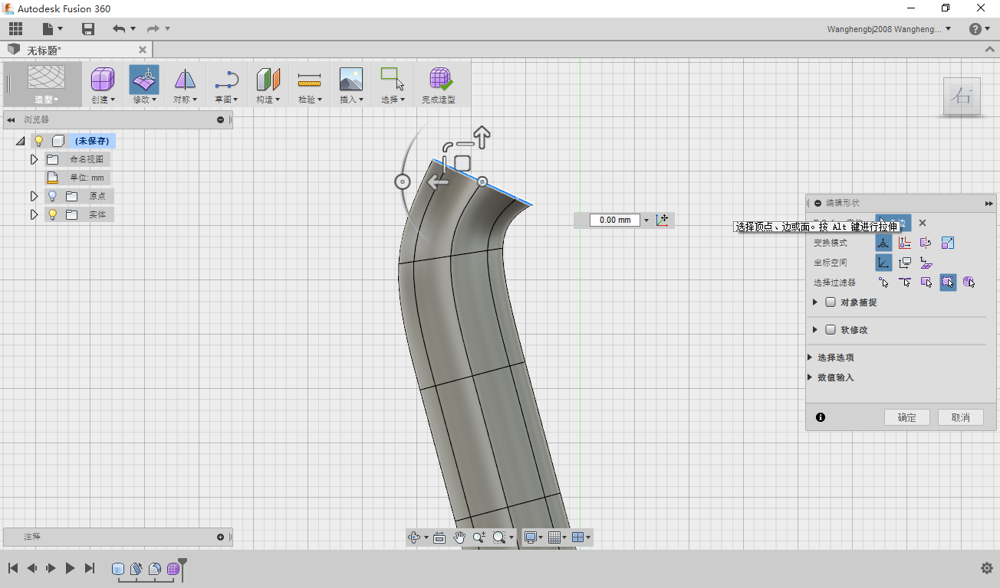 Autodesk Fusion 360
Wanghengbj2008 Wangheng...
无标题*
造型
创建
修改
对称
草图
构造
检验
插入
选择
完成造型
右
浏览器
(未保存)
命名视图
单位: mm
原点
实体
0.00 mm
编辑形状
选择顶点、边或面。按 Alt 键进行拉伸
边
变换模式
坐标空间
选择过滤器
对象捕捉
软修改
选择选项
数值输入
确定
取消
注释